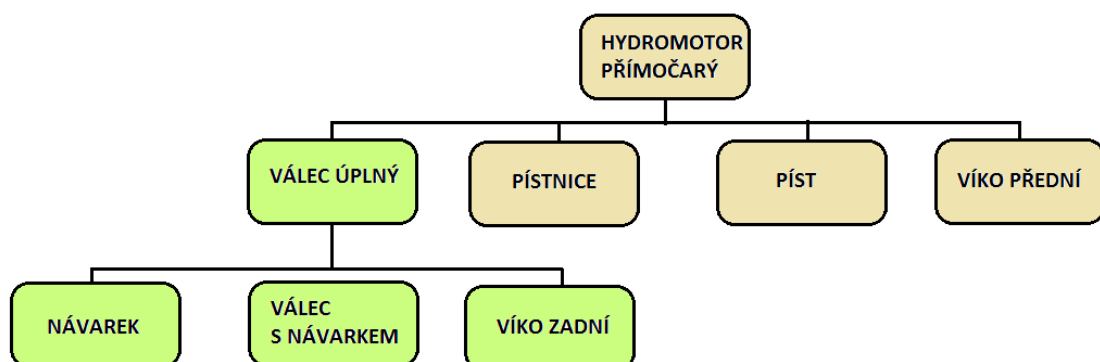 HYDROMOTOR
PŘÍMOČARÝ
VÁLEC ÚPLNÝ
PÍSTNICE
PÍST
VÍKO PŘEDNÍ
NÁVAREK
VÁLEC
S NÁVARKEM
VÍKO ZADNÍ